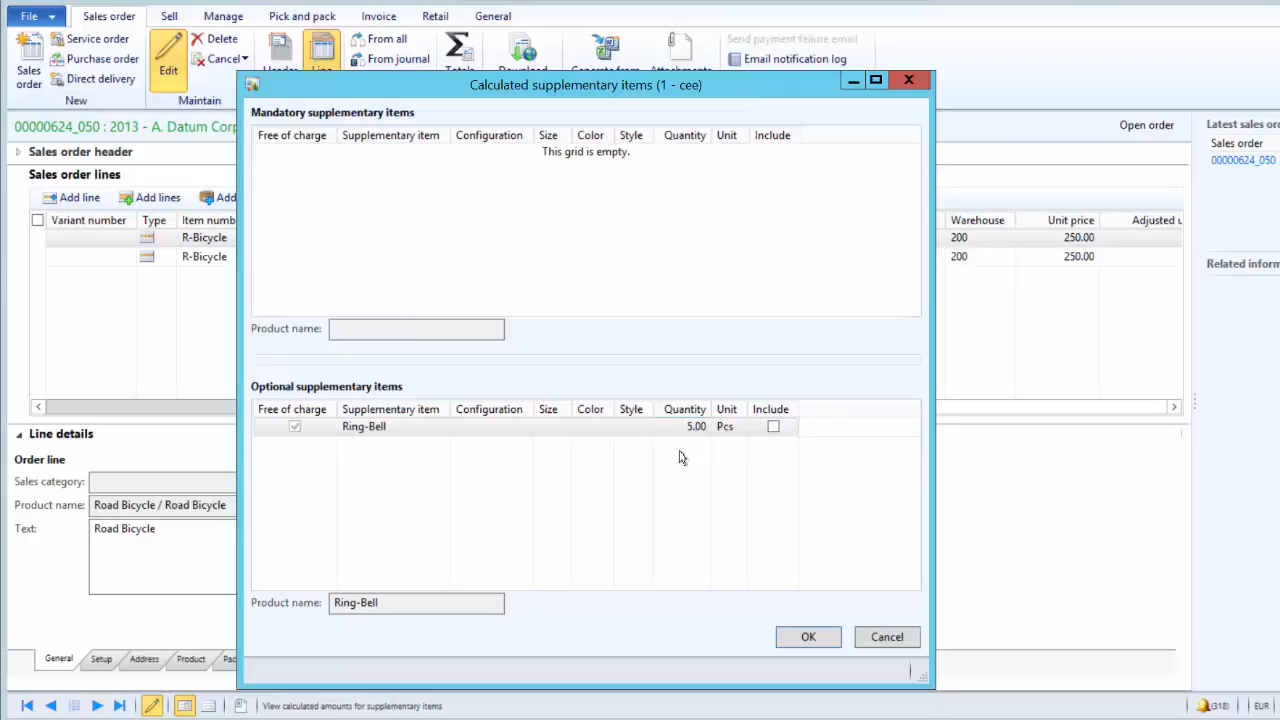 File Sales order Sell Manage Pick and pack Invoice Retail General
Sales order
Service order
Purchase order
Direct delivery
New
Edit
Delete
Cancel
Maintain
From all
From journal
Send payment failure email
Email notification log
Calculated supplementary items (1 - cee)
00000624_050 : 2013 - A. Datum
Open order
Sales order header
Sales order lines
Add line Add lines Add
Variant number Type Item
R-Bicycle
R-Bicycle
Warehouse Unit price Adjusted
200 250.00
200 250.00
Mandatory supplementary items
Free of charge Supplementary item Configuration Size Color Style Quantity Unit Include
This grid is empty.
Product name:
Optional supplementary items
Free of charge Supplementary item Configuration Size Color Style Quantity Unit Include
Ring-Bell 5.00 Pcs
Product name: Ring-Bell
OK Cancel
Latest sales
Sales order
00000624_050
Related
Line details
Order line
Sales category:
Product name: Road Bicycle / Road Bicycle
Text: Road Bicycle
General Setup Address Product
View calculated amounts for supplementary items
(318) EUR